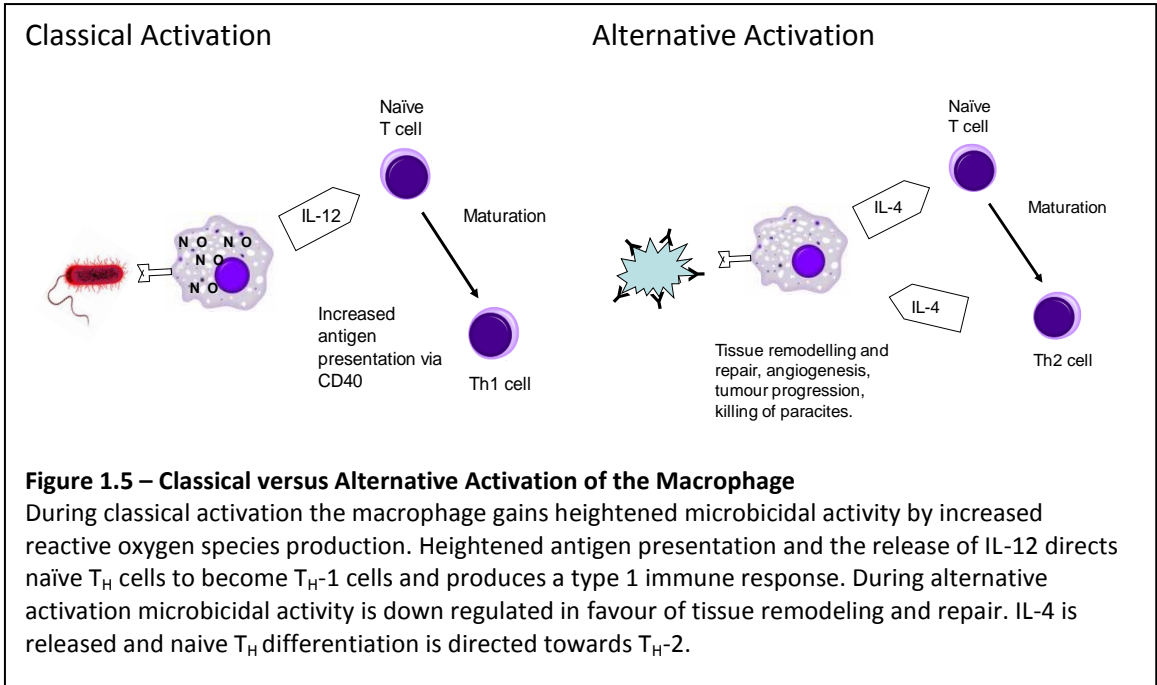 Classical Activation
Alternative Activation
Naïve
T cell
IL-12
Maturation
N O N O
N O
N O
Increased
antigen
presentation via
CD40
Th1 cell
Naïve
T cell
IL-4
Maturation
IL-4
Th2 cell
Tissue remodelling and
repair, angiogenesis,
tumour progression,
killing of paracites.
Figure 1.5 – Classical versus Alternative Activation of the Macrophage
During classical activation the macrophage gains heightened microbicidal activity by increased
reactive oxygen species production. Heightened antigen presentation and the release of IL-12 directs
naïve T_H cells to become T_H-1 cells and produces a type 1 immune response. During alternative
activation microbicidal activity is down regulated in favour of tissue remodeling and repair. IL-4 is
released and naive T_H differentiation is directed towards T_H-2.